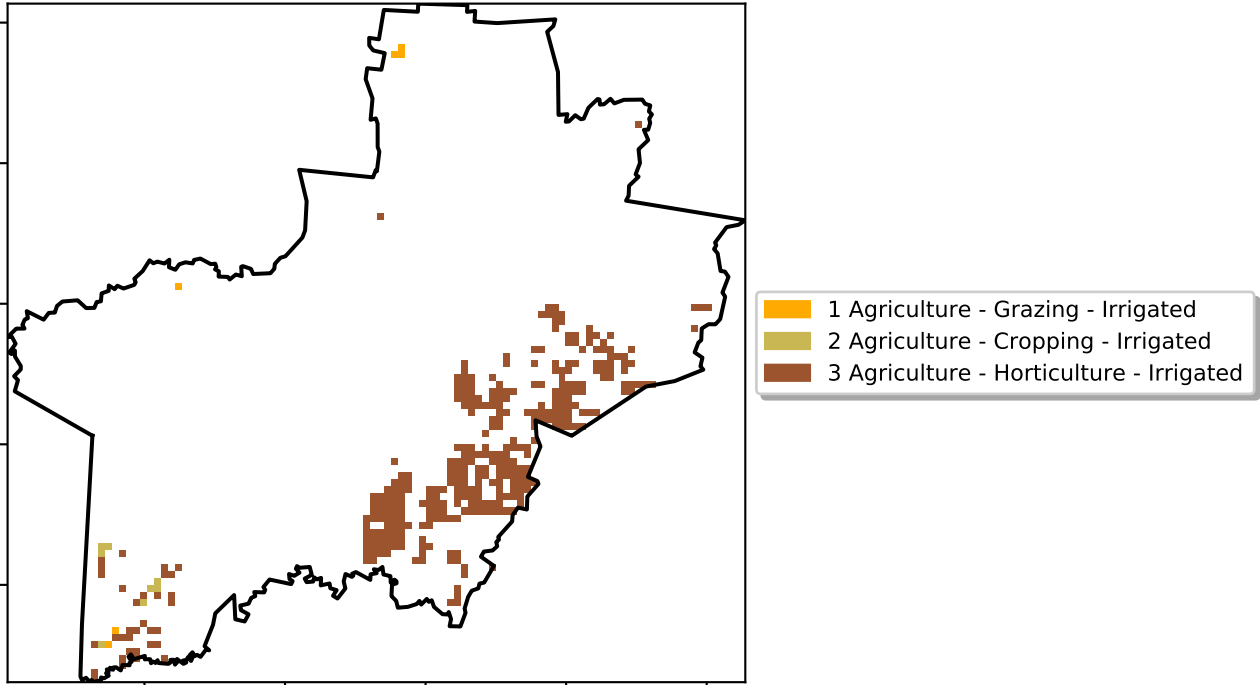 1 Agriculture - Grazing - Irrigated
2 Agriculture - Cropping - Irrigated
3 Agriculture - Horticulture - Irrigated